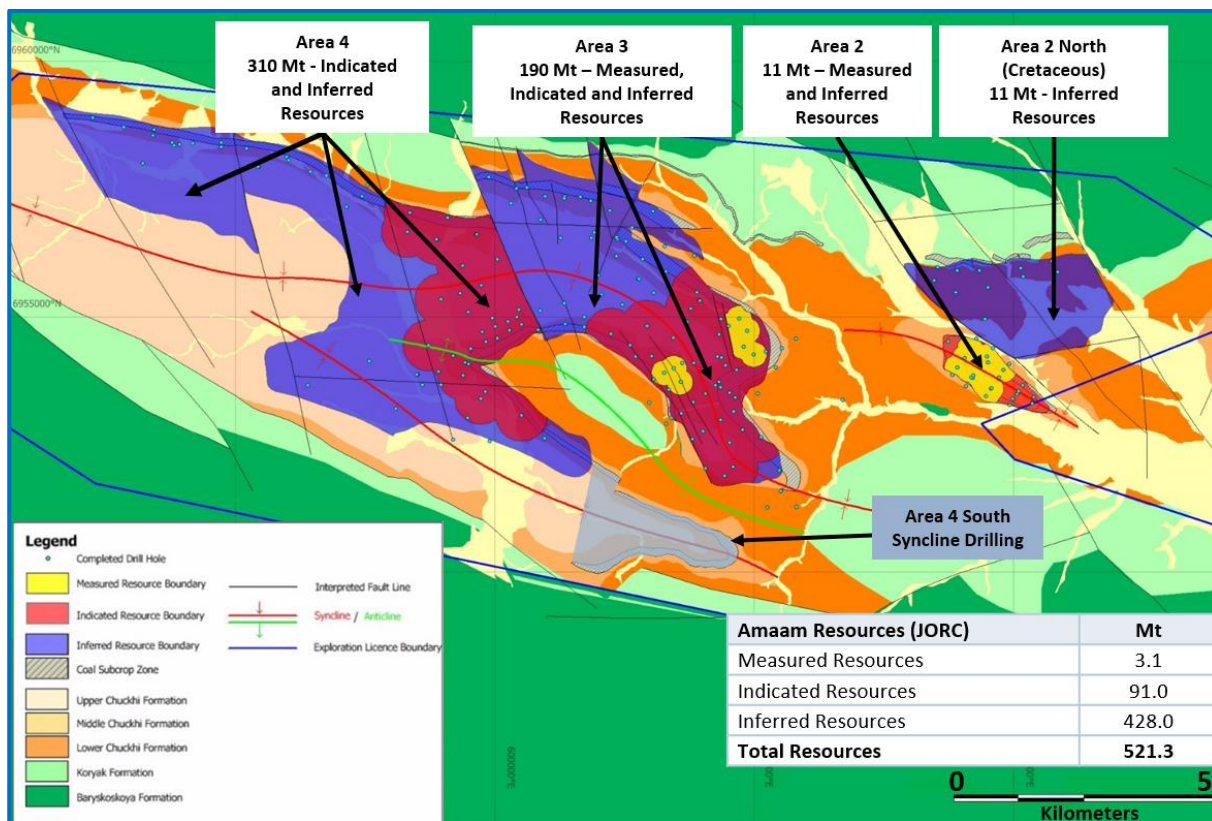 Area 4
310 Mt - Indicated
and Inferred
Resources
Area 3
190 Mt – Measured,
Indicated and Inferred
Resources
Area 2
11 Mt – Measured
and Inferred
Resources
Area 2 North
(Cretaceous)
11 Mt - Inferred
Resources
6960000°N
6955000°N
Area 4 South
Syncline Drilling
Legend
Completed Drill Hole
Measured Resource Boundary
Indicated Resource Boundary
Inferred Resource Boundary
Coal Subcrop Zone
Upper Chuckhi Formation
Middle Chuckhi Formation
Lower Chuckhi Formation
Koryak Formation
Baryskoskoya Formation
Interpreted Fault Line
Syncline / Anticline
Exploration Licence Boundary
Amaam Resources (JORC) Mt
Measured Resources 3.1
Indicated Resources 91.0
Inferred Resources 428.0
Total Resources 521.3
0 5
Kilometers